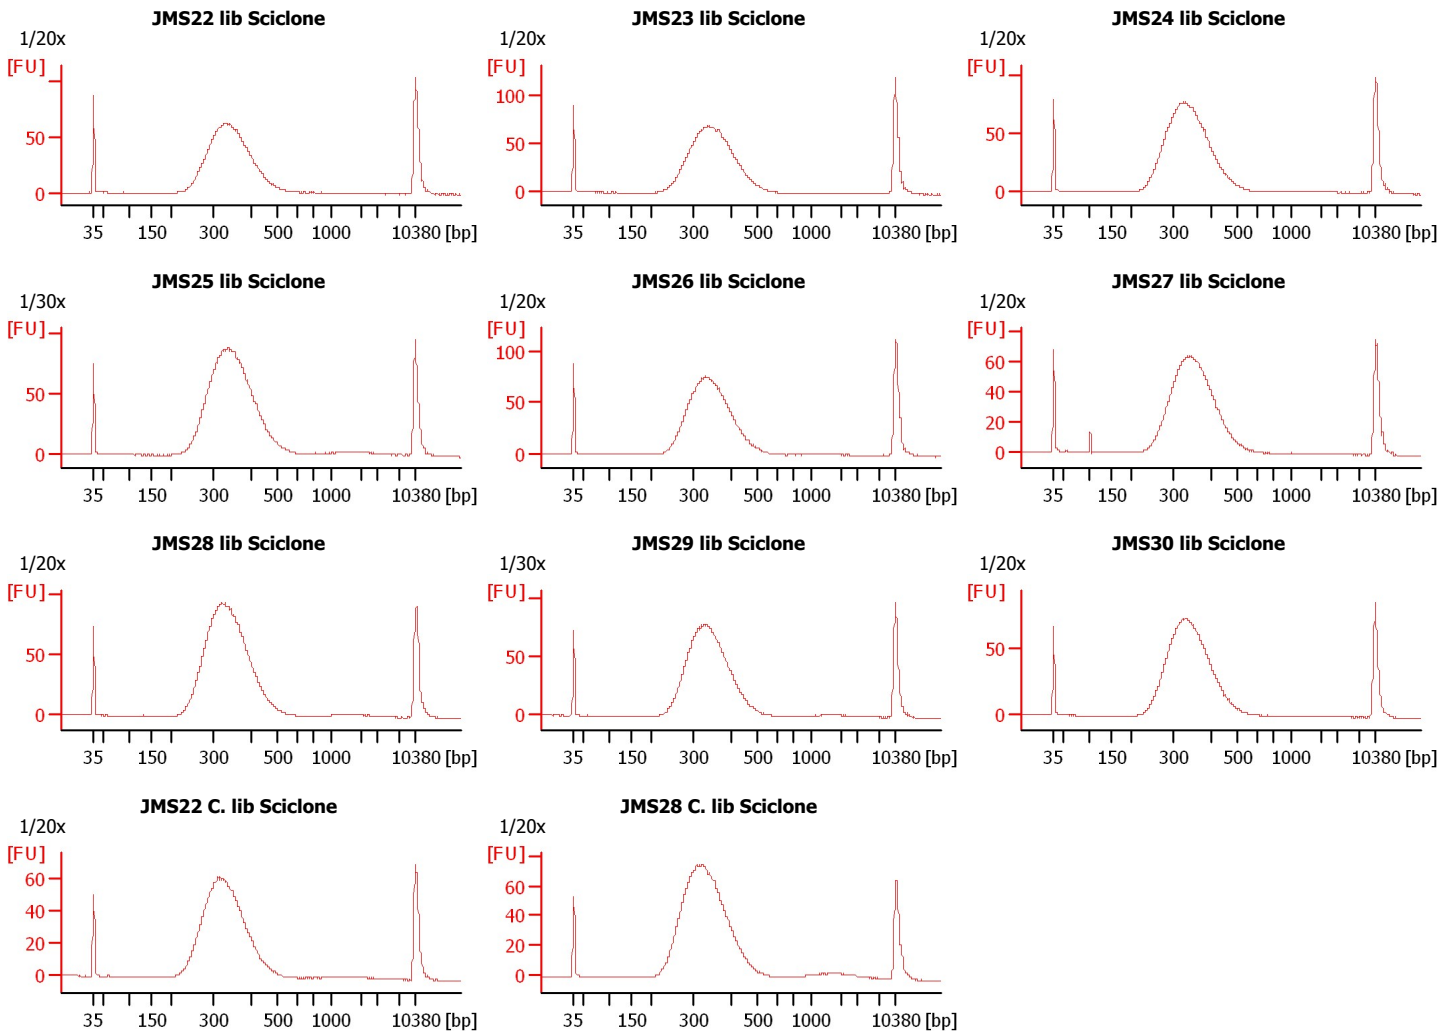 JMS22 lib Sciclone
1/20x
[FU]
50
0
35 150 300 500 1000 10380 [bp]
JMS23 lib Sciclone
1/20x
[FU]
100
50
0
35 150 300 500 1000 10380 [bp]
JMS24 lib Sciclone
1/20x
[FU]
50
0
35 150 300 500 1000 10380 [bp]
JMS25 lib Sciclone
1/30x
[FU]
50
0
35 150 300 500 1000 10380 [bp]
JMS26 lib Sciclone
1/20x
[FU]
100
50
0
35 150 300 500 1000 10380 [bp]
JMS27 lib Sciclone
1/20x
[FU]
60
40
20
0
35 150 300 500 1000 10380 [bp]
JMS28 lib Sciclone
1/20x
[FU]
50
0
35 150 300 500 1000 10380 [bp]
JMS29 lib Sciclone
1/30x
[FU]
50
0
35 150 300 500 1000 10380 [bp]
JMS30 lib Sciclone
1/20x
[FU]
50
0
35 150 300 500 1000 10380 [bp]
JMS22 C. lib Sciclone
1/20x
[FU]
60
40
20
0
35 150 300 500 1000 10380 [bp]
JMS28 C. lib Sciclone
1/20x
[FU]
60
40
20
0
35 150 300 500 1000 10380 [bp]